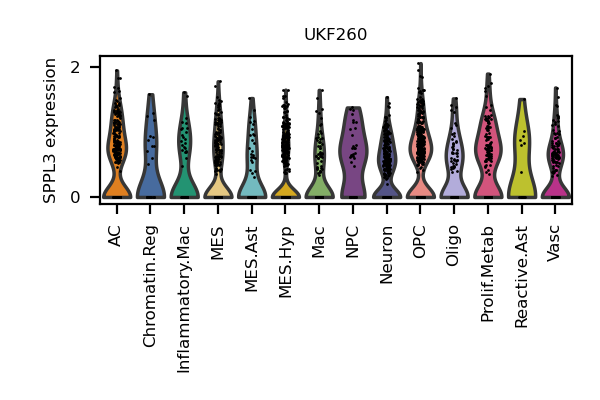 UKF260
SPPL3 expression
2
0
AC
Chromatin.Reg
Inflammatory.Mac
MES
MES.Ast
MES.Hyp
Mac
NPC
Neuron
OPC
Oligo
Prolif.Metab
Reactive.Ast
Vasc